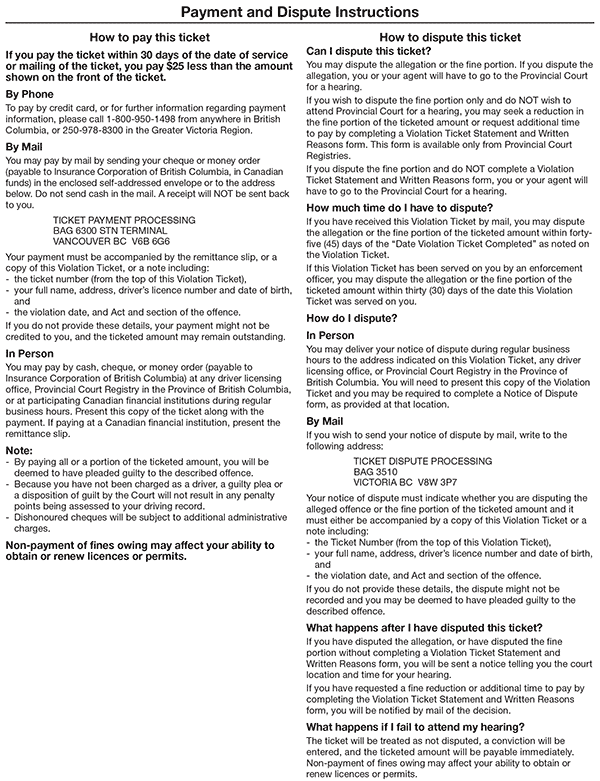 Payment and Dispute Instructions
How to pay this ticket
If you pay the ticket within 30 days of the date of service
or mailing of the ticket, you pay $25 less than the amount
shown on the front of the ticket.
By Phone
To pay by credit card, or for further information regarding payment
information, please call 1-800-950-1498 from anywhere in British
Columbia, or 250-978-8300 in the Greater Victoria Region.
By Mail
You may pay by mail by sending your cheque or money order
(payable to Insurance Corporation of British Columbia, in Canadian
funds) in the enclosed self-addressed envelope or to the address
below. Do not send cash in the mail. A receipt will NOT be sent back
to you.
TICKET PAYMENT PROCESSING
BAG 6300 STN TERMINAL
VANCOUVER BC V6B 6G6
Your payment must be accompanied by the remittance slip, or a
copy of this Violation Ticket, or a note including:
- the ticket number (from the top of this Violation Ticket),
- your full name, address, driver's licence number and date of birth,
and
- the violation date, and Act and section of the offence.
If you do not provide these details, your payment might not be
credited to you, and the ticketed amount may remain outstanding.
In Person
You may pay by cash, cheque, or money order (payable to
Insurance Corporation of British Columbia) at any driver licensing
office, Provincial Court Registry in the Province of British Columbia,
or at participating Canadian financial institutions during regular
business hours. Present this copy of the ticket along with the
payment. If paying at a Canadian financial institution, present the
remittance slip.
Note:
- By paying all or a portion of the ticketed amount, you will be
deemed to have pleaded guilty to the described offence.
- Because you have not been charged as a driver, a guilty plea or
a disposition of guilt by the Court will not result in any penalty
points being assessed to your driving record.
- Dishonoured cheques will be subject to additional administrative
charges.
Non-payment of fines owing may affect your ability to
obtain or renew licences or permits.
How to dispute this ticket
Can I dispute this ticket?
You may dispute the allegation or the fine portion. If you dispute the
allegation, you or your agent will have to go to the Provincial Court
for a hearing.
If you wish to dispute the fine portion only and do NOT wish to
attend Provincial Court for a hearing, you may seek a reduction in
the fine portion of the ticketed amount or request additional time
to pay by completing a Violation Ticket Statement and Written
Reasons form. This form is available only from Provincial Court
Registries.
If you dispute the fine portion and do NOT complete a Violation
Ticket Statement and Written Reasons form, you or your agent will
have to go to the Provincial Court for a hearing.
How much time do I have to dispute?
If you have received this Violation Ticket by mail, you may dispute
the allegation or the fine portion of the ticketed amount within forty-
five (45) days of the “Date Violation Ticket Completed” as noted on
the Violation Ticket.
If this Violation Ticket has been served on you by an enforcement
officer, you may dispute the allegation or the fine portion of the
ticketed amount within thirty (30) days of the date this Violation
Ticket was served on you.
How do I dispute?
In Person
You may deliver your notice of dispute during regular business
hours to the address indicated on this Violation Ticket, any driver
licensing office, or Provincial Court Registry in the Province of
British Columbia. You will need to present this copy of the Violation
Ticket and you may be required to complete a Notice of Dispute
form, as provided at that location.
By Mail
If you wish to send your notice of dispute by mail, write to the
following address:
TICKET DISPUTE PROCESSING
BAG 3510
VICTORIA BC V8W 3P7
Your notice of dispute must indicate whether you are disputing the
alleged offence or the fine portion of the ticketed amount and it
must either be accompanied by a copy of this Violation Ticket or a
note including:
- the Ticket Number (from the top of this Violation Ticket),
- your full name, address, driver's licence number and date of birth,
and
- the violation date, and Act and section of the offence.
If you do not provide these details, the dispute might not be
recorded and you may be deemed to have pleaded guilty to the
described offence.
What happens after I have disputed this ticket?
If you have disputed the allegation, or have disputed the fine
portion without completing a Violation Ticket Statement and
Written Reasons form, you will be sent a notice telling you the court
location and time for your hearing.
If you have requested a fine reduction or additional time to pay by
completing the Violation Ticket Statement and Written Reasons
form, you will be notified by mail of the decision.
What happens if I fail to attend my hearing?
The ticket will be treated as not disputed, a conviction will be
entered, and the ticketed amount will be payable immediately.
Non-payment of fines owing may affect your ability to obtain or
renew licences or permits.